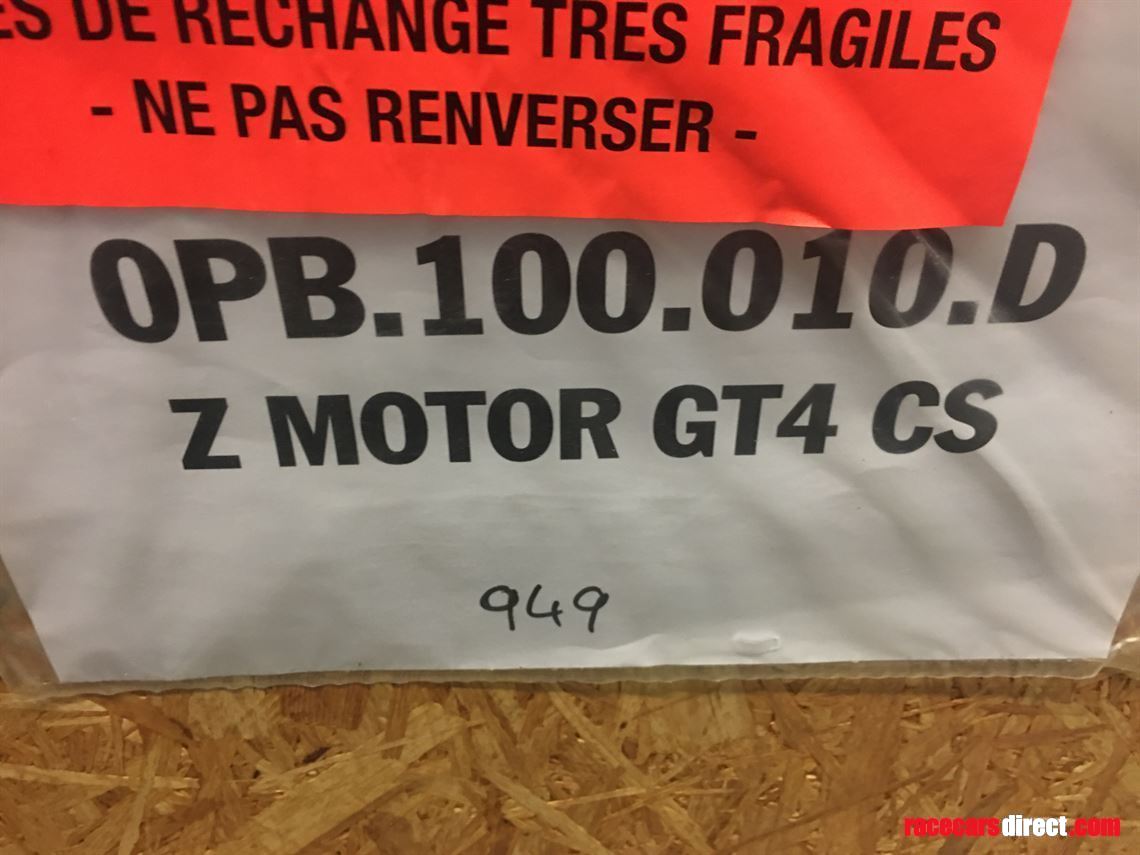 ES DE RECHANGE TRES FRAGILES
- NE PAS RENVERSER -
0PB.100.010.D
Z MOTOR GT4 CS
949
racecarsdirect.com